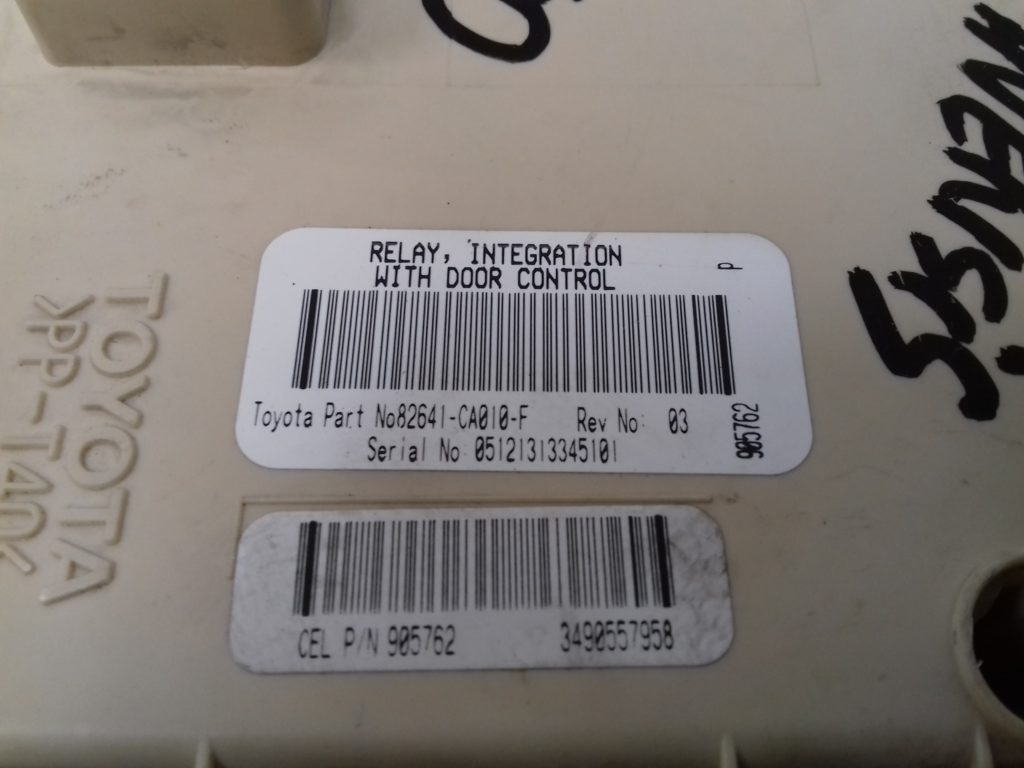 RELAY, INTEGRATION
WITH DOOR CONTROL
P
Toyota Part No82641-CA010-F Rev No: 03
Serial No 05121313345101
905762
CEL P/N 905762 3490557958
TOYOTA
>PP-T40K